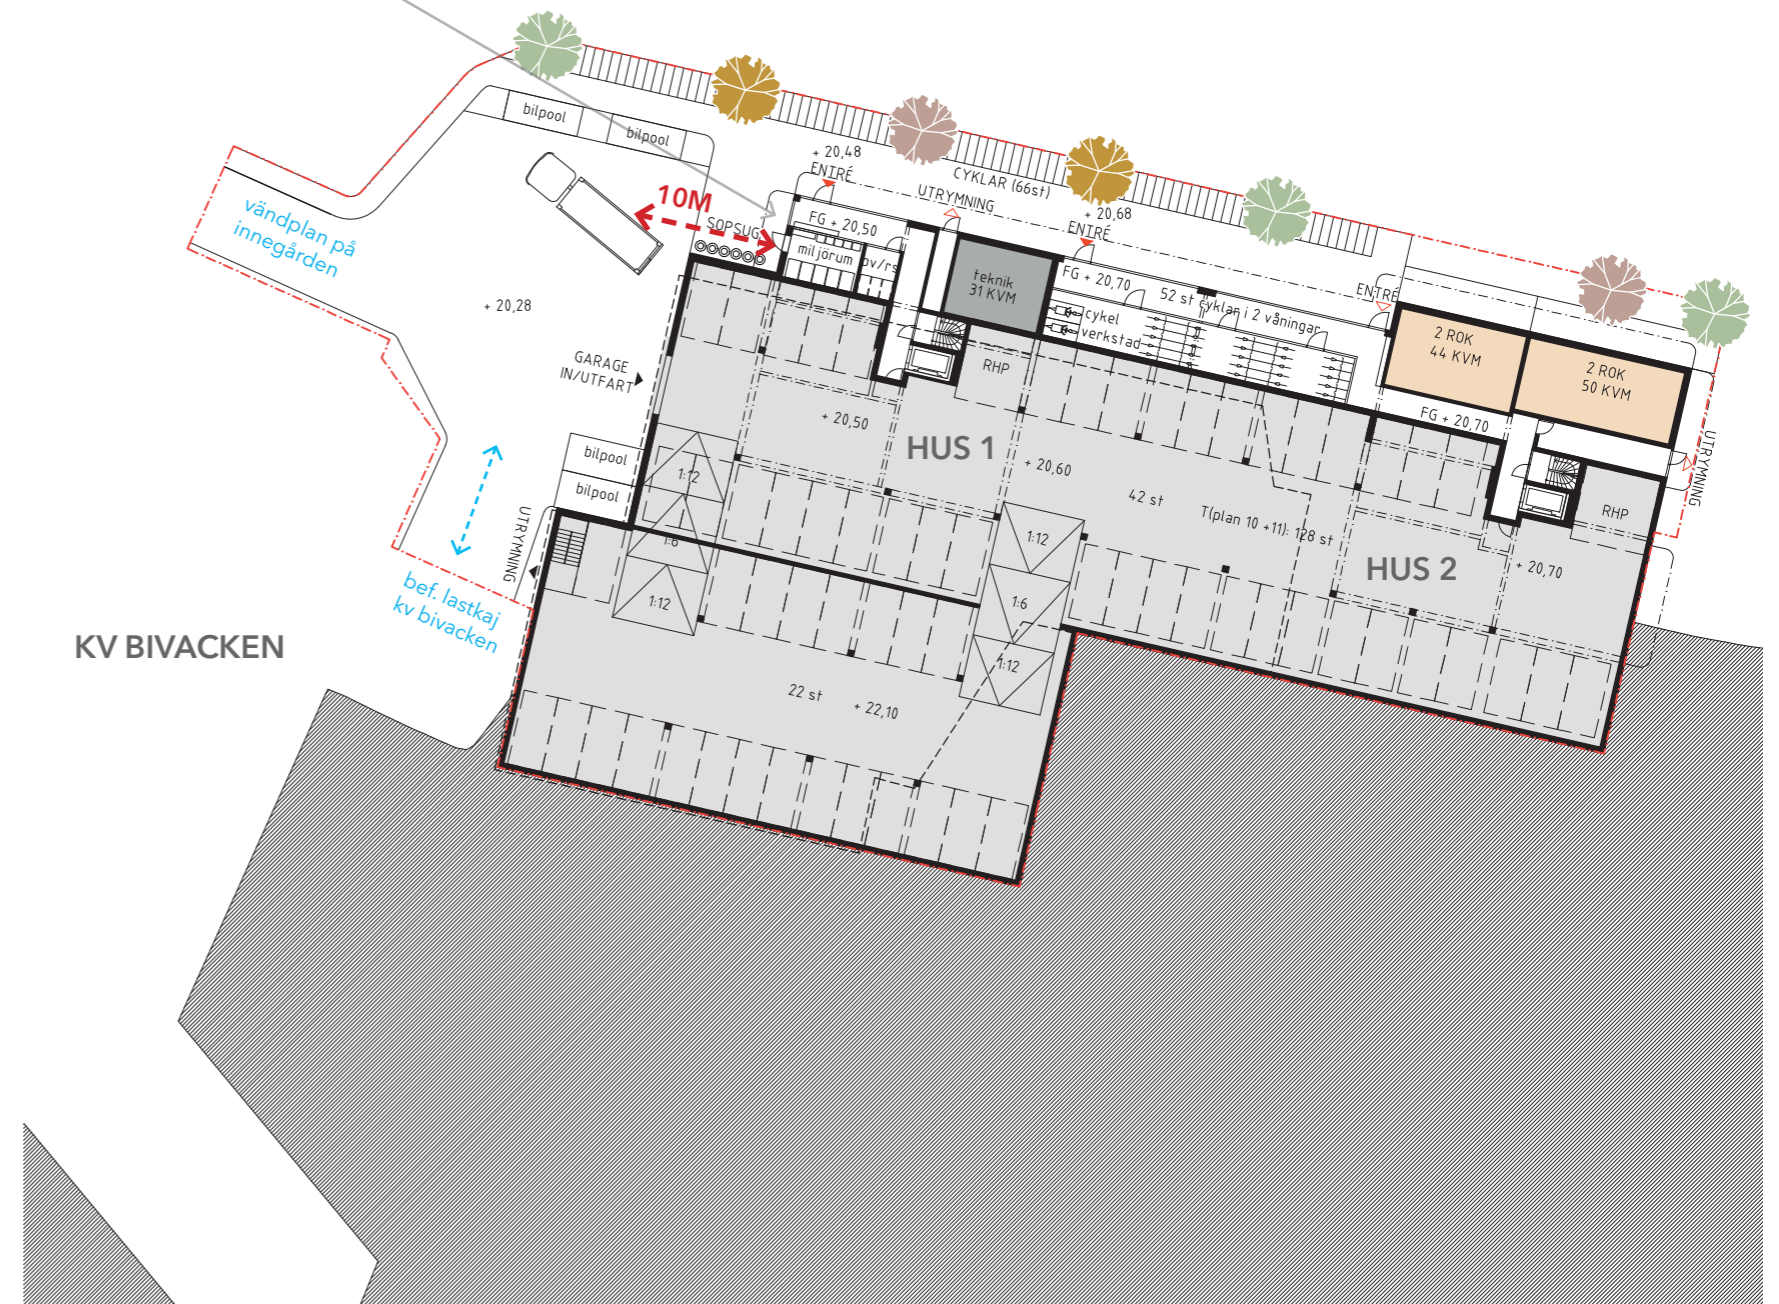 bilpool
bilpool
+ 20,48
ENTRÉ
CYKLAR (66st)
UTRYMNING
+ 20,68
ENTRÉ
10M
SOPSUG
FG + 20,50
miljörum
pv/rs
vändplan på
innegården
teknik
31 KVM
FG + 20,70
52 st cyklar i 2 våningar
ENTRÉ
cykel
verkstad
+ 20,28
2 ROK
44 KVM
2 ROK
50 KVM
GARAGE
IN/UTFART
RHP
+ 20,50
HUS 1
FG + 20,70
UTRYMNING
bilpool
bilpool
1:12
+ 20,60
42 st
T(plan 10 +11): 128 st
RHP
UTRYMNING
1:6
1:12
1:12
HUS 2
+ 20,70
bef. lastkaj
kv bivacken
1:12
1:6
KV BIVACKEN
1:12
22 st
+ 22,10